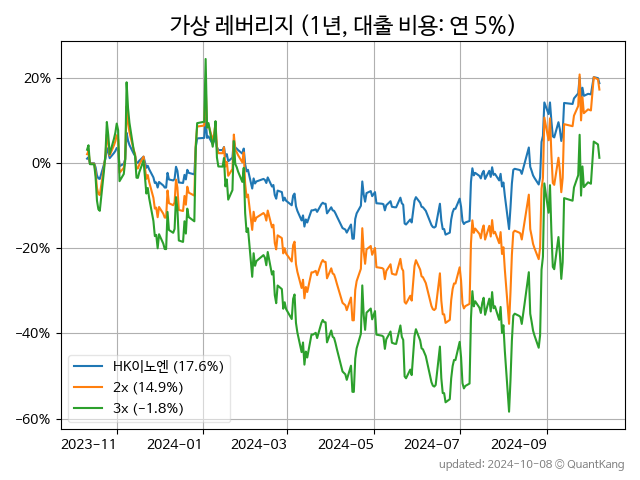 가상 레버리지 (1년, 대출 비용: 연 5%)
20%
0%
−20%
−40%
−60%
HK이노엔 (17.6%)
2x (14.9%)
3x (−1.8%)
2023-11
2024-01
2024-03
2024-05
2024-07
2024-09
updated: 2024-10-08 © QuantKang